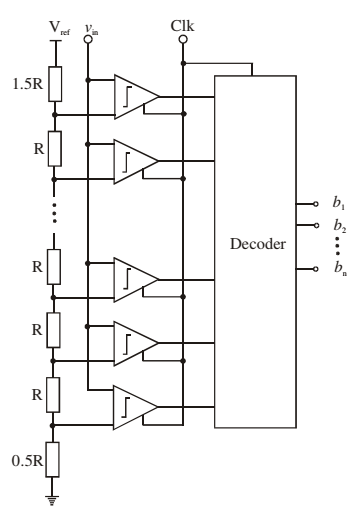 V_ref v_in Clk
1.5R
R
b_1
b_2
R
Decoder
b_n
R
R
0.5R